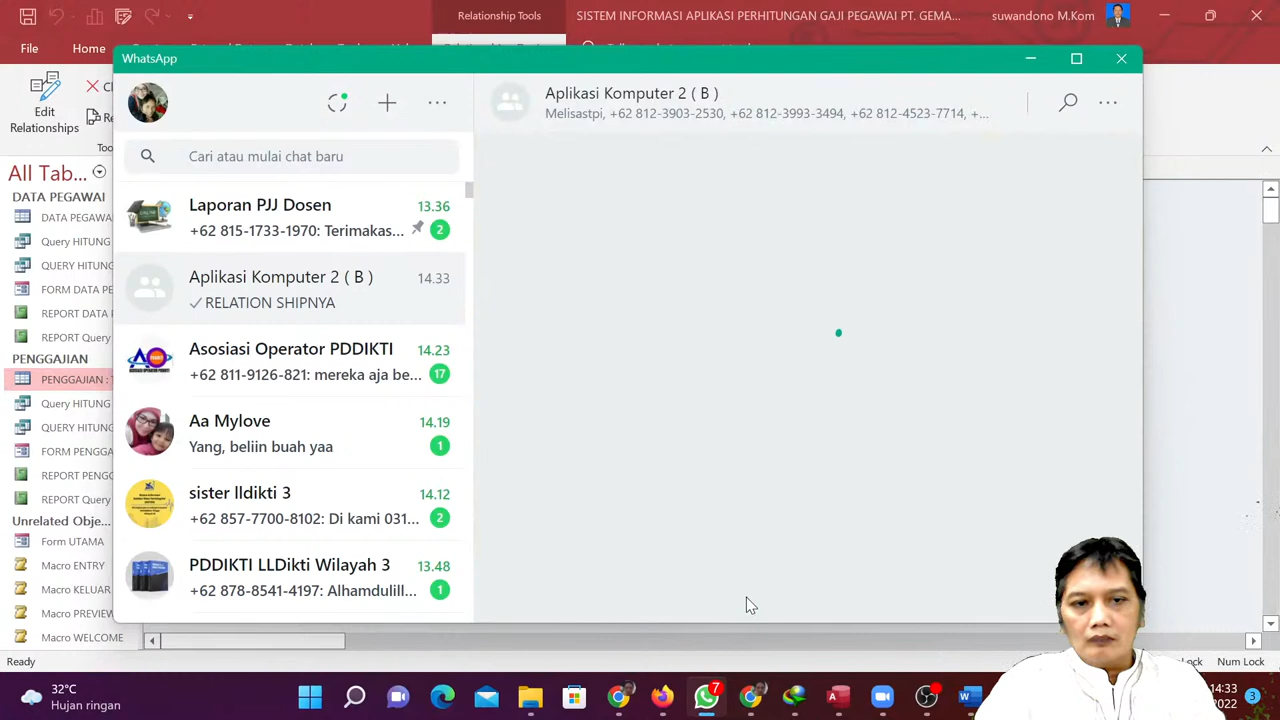 Relationship Tools
SISTEM INFORMASI APLIKASI PERHITUNGAN GAJI PEGAWAI PT. GEMA...
suwandono M.Kom
File
Home
Edit
Relationships
WhatsApp
Cari atau mulai chat baru
Laporan PJJ Dosen
13.36
+62 815-1733-1970: Terimakas...
2
Aplikasi Komputer 2 ( B )
14.33
RELATION SHIPNYA
Asosiasi Operator PDDIKTI
14.23
+62 811-9126-821: mereka aja be...
17
Aa Mylove
14.19
Yang, beliin buah yaa
1
sister lldikti 3
14.12
+62 857-7700-8102: Di kami 031...
2
PDDIKTI LLDikti Wilayah 3
13.48
+62 878-8541-4197: Alhamdulill...
1
Aplikasi Komputer 2 ( B )
Melisastpi, +62 812-3903-2530, +62 812-3993-3494, +62 812-4523-7714, +...
All Tab...
DATA PEGAWAI
DATA PEGAWA
Query HITUNG
QUERY HITUNG
FORM DATA PE
REPORT DATA P
REPORT Query
PENGGAJIAN
PENGGAJIAN : T
Query HITUNG
QUERY HITUNG
FORM PENGGA
REPORT PENGG
REPORT Query
Unrelated Obje...
Form UTAMA
Macro ENTRY
Macro KELUAR
Macro PREVIEW
Macro WELCOME
Ready
Lock
Num Lock
32°C
Hujan ringan
7
14:33
2022
3